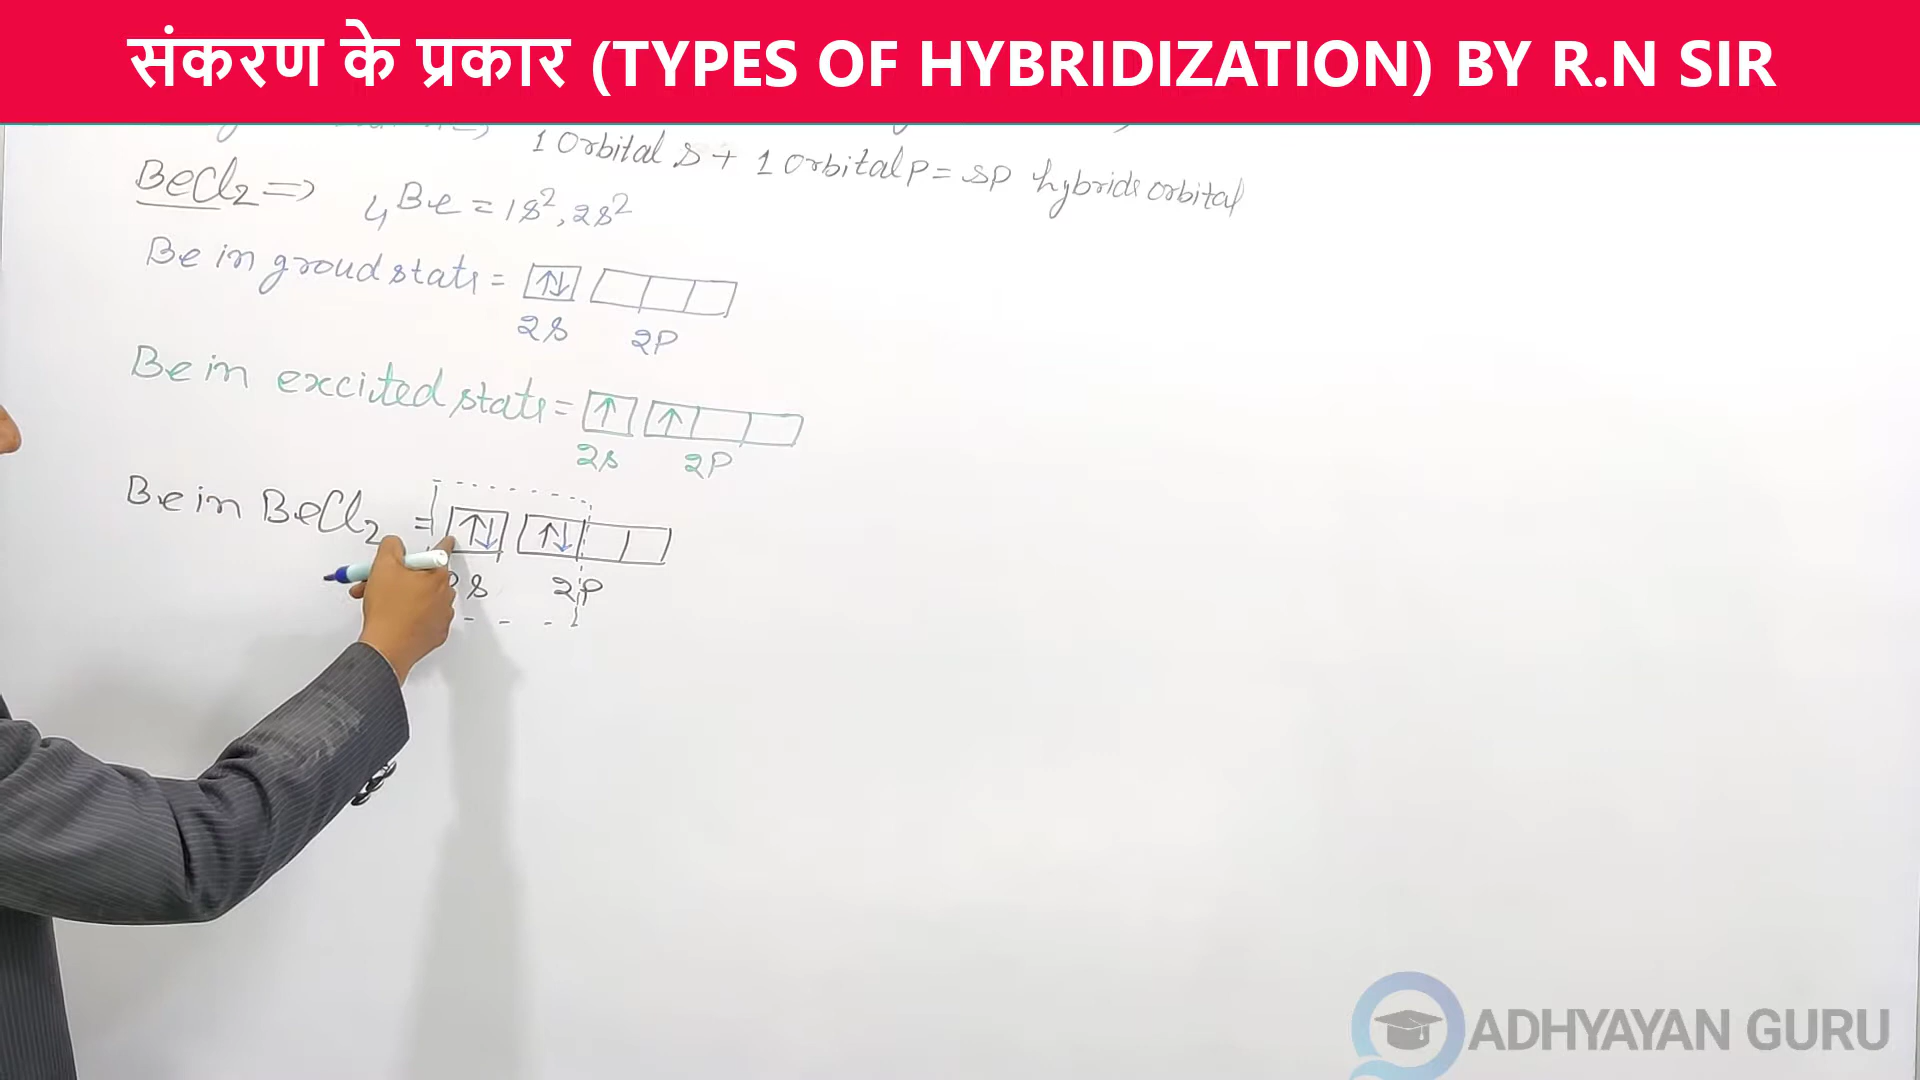 संकरण के प्रकार (TYPES OF HYBRIDIZATION) BY R.N SIR
1 Orbital s + 1 Orbital P = sp hybride orbital
BeCl₂ => ₄Be = 1s², 2s²
Be in groud state = ↑↓
2s 2P
Be in excited state = ↑ ↑
2s 2P
Be in BeCl₂ = ↑↓ ↑↓
s 2P
ADHYAYAN GURU